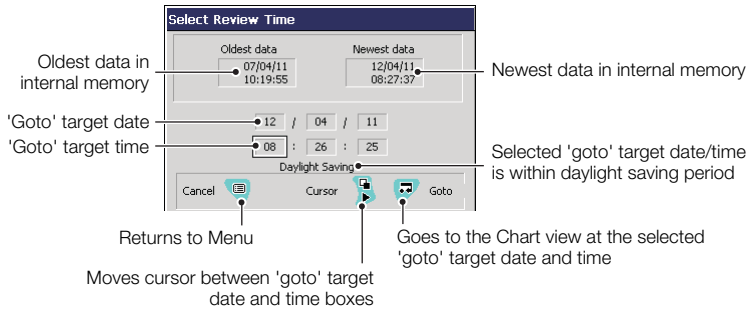 Select Review Time
Oldest data
Newest data
07/04/11
10:19:55
12/04/11
08:27:37
Oldest data in
internal memory
Newest data in internal memory
'Goto' target date
12 / 04 / 11
'Goto' target time
08 : 26 : 25
Daylight Saving
Selected 'goto' target date/time
is within daylight saving period
Cancel
Cursor
Goto
Returns to Menu
Goes to the Chart view at the selected
'goto' target date and time
Moves cursor between 'goto' target
date and time boxes